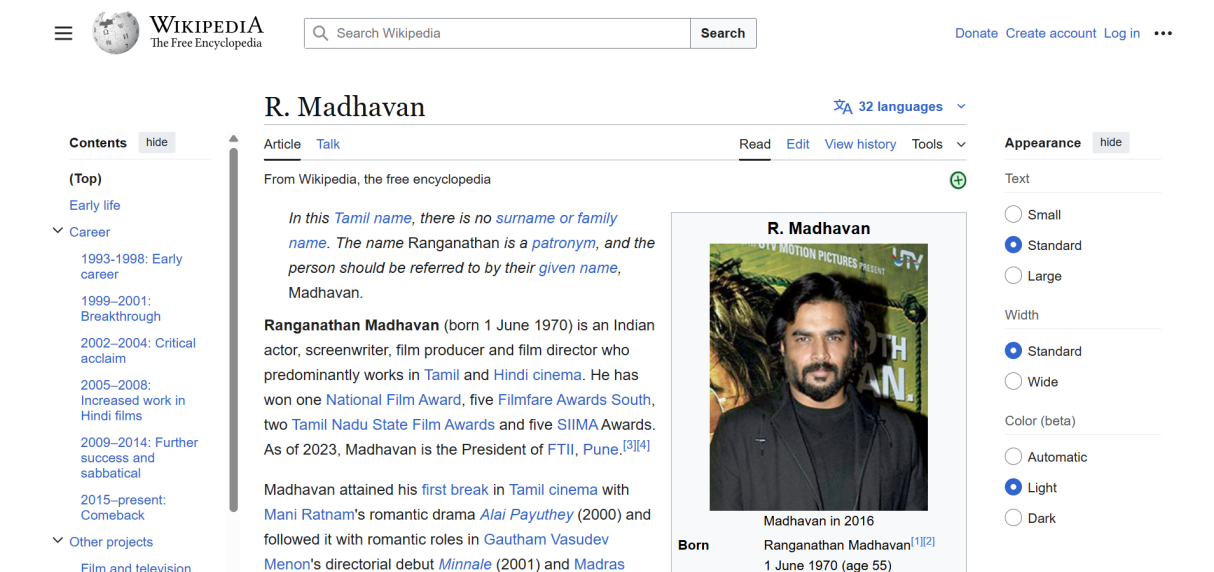 WIKIPEDIA
The Free Encyclopedia
Search Wikipedia
Search
Donate Create account Log in
Contents hide
(Top)
Early life
Career
1993-1998: Early
career
1999–2001:
Breakthrough
2002–2004: Critical
acclaim
2005–2008:
Increased work in
Hindi films
2009–2014: Further
success and
sabbatical
2015–present:
Comeback
Other projects
Film and television
R. Madhavan
32 languages
Article Talk
Read Edit View history Tools
From Wikipedia, the free encyclopedia
In this Tamil name, there is no surname or family
name. The name Ranganathan is a patronym, and the
person should be referred to by their given name,
Madhavan.
Ranganathan Madhavan (born 1 June 1970) is an Indian
actor, screenwriter, film producer and film director who
predominantly works in Tamil and Hindi cinema. He has
won one National Film Award, five Filmfare Awards South,
two Tamil Nadu State Film Awards and five SIIMA Awards.
As of 2023, Madhavan is the President of FTII, Pune.[3][4]
Madhavan attained his first break in Tamil cinema with
Mani Ratnam's romantic drama Alai Payuthey (2000) and
followed it with romantic roles in Gautham Vasudev
Menon's directorial debut Minnale (2001) and Madras
R. Madhavan
UTV MOTION PICTURES PRESENT
UTV
Madhavan in 2016
Born Ranganathan Madhavan[1][2]
1 June 1970 (age 55)
Appearance hide
Text
Small
Standard
Large
Width
Standard
Wide
Color (beta)
Automatic
Light
Dark